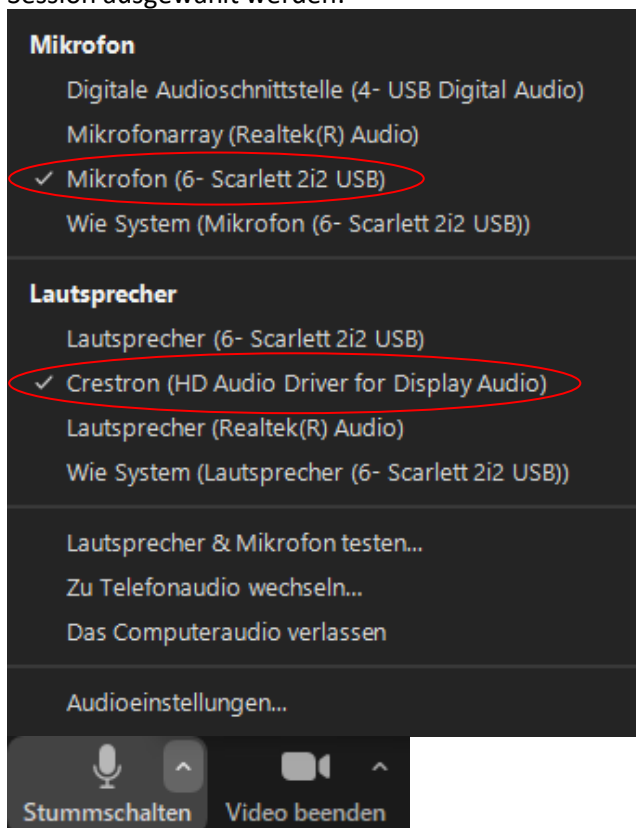 Session ausgewählt werden.
Mikrofon
Digitale Audioschnittstelle (4- USB Digital Audio)
Mikrofonarray (Realtek(R) Audio)
Mikrofon (6- Scarlett 2i2 USB)
Wie System (Mikrofon (6- Scarlett 2i2 USB))
Lautsprecher
Lautsprecher (6- Scarlett 2i2 USB)
Crestron (HD Audio Driver for Display Audio)
Lautsprecher (Realtek(R) Audio)
Wie System (Lautsprecher (6- Scarlett 2i2 USB))
Lautsprecher & Mikrofon testen...
Zu Telefonaudio wechseln...
Das Computeraudio verlassen
Audioeinstellungen...
Stummschalten Video beenden